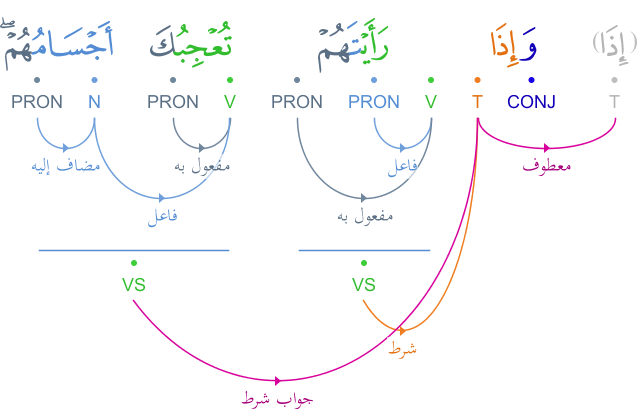 (إِذَا) وَإِذَا رَأَيْتَهُمْ تُعْجِبُكَ أَجْسَامُهُمْ ۖ
T CONJ T V PRON PRON V PRON N PRON
معطوف فاعل مفعول به مضاف إليه
مفعول به فاعل
VS VS
شرط
جواب شرط